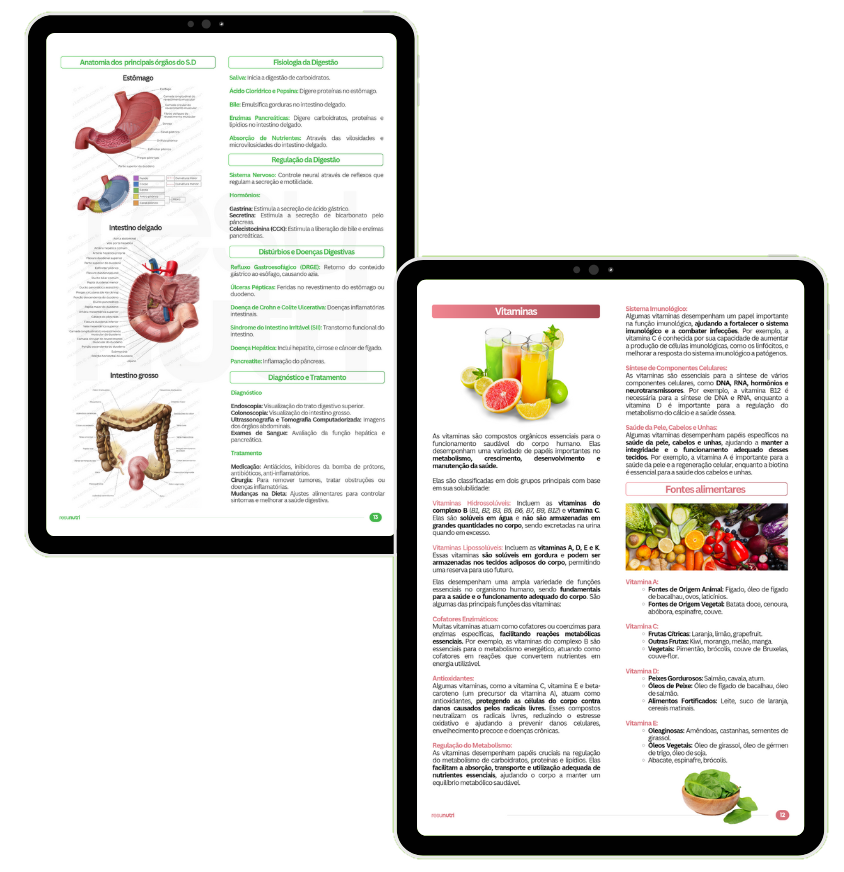 Anatomia dos principais órgãos do S.D
Estômago
Intestino delgado
Intestino grosso
Fisiologia da Digestão
Saliva: Inicia a digestão de carboidratos.
Ácido Clorídrico e Pepsina: Digere proteínas no estômago.
Bile: Emulsifica gorduras no intestino delgado.
Enzimas Pancreáticas: Digere carboidratos, proteínas e
lipídios no intestino delgado.
Absorção de Nutrientes: Através das vilosidades e
microvilosidades do intestino delgado.
Regulação da Digestão
Sistema Nervoso: Controle neural através de reflexos que
regulam a secreção e motilidade.
Hormônios:
Gastrina: Estimula a secreção de ácido gástrico.
Secretina: Estimula a secreção de bicarbonato pelo
pâncreas.
Colecistocinina (CCK): Estimula a liberação de bile e enzimas
pancreáticas.
Distúrbios e Doenças Digestivas
Refluxo Gastroesofágico (DRGE): Retorno do conteúdo
gástrico ao esôfago, causando azia.
Úlceras Pépticas: Feridas no revestimento do estômago ou
duodeno.
Doença de Crohn e Colite Ulcerativa: Doenças inflamatórias
intestinais.
Síndrome do Intestino Irritável (SII): Transtorno funcional do
intestino.
Doença Hepática: Inclui hepatite, cirrose e câncer de fígado.
Pancreatite: Inflamação do pâncreas.
Diagnóstico e Tratamento
Diagnóstico
Endoscopia: Visualização do trato digestivo superior.
Colonoscopia: Visualização do intestino grosso.
Ultrassonografia e Tomografia Computadorizada: Imagens
dos órgãos abdominais.
Exames de Sangue: Avaliação da função hepática e
pancreática.
Tratamento
Medicação: Antiácidos, inibidores da bomba de prótons,
antibióticos, anti-inflamatórios.
Cirurgia: Para remover tumores, tratar obstruções ou
doenças inflamatórias.
Mudanças na Dieta: Ajustes alimentares para controlar
sintomas e melhorar a saúde digestiva.
13
Vitaminas
As vitaminas são compostos orgânicos essenciais para o
funcionamento saudável do corpo humano. Elas
desempenham uma variedade de papéis importantes no
metabolismo, crescimento, desenvolvimento e
manutenção da saúde.
Elas são classificadas em dois grupos principais com base
em sua solubilidade:
Vitaminas Hidrossolúveis: Incluem as vitaminas do
complexo B (B1, B2, B3, B5, B6, B7, B9, B12) e vitamina C.
Elas são solúveis em água e não são armazenadas em
grandes quantidades no corpo, sendo excretadas na urina
quando em excesso.
Vitaminas Lipossolúveis: Incluem as vitaminas A, D, E e K.
Essas vitaminas são solúveis em gordura e podem ser
armazenadas nos tecidos adiposos do corpo, permitindo
uma reserva para uso futuro.
Elas desempenham uma ampla variedade de funções
essenciais no organismo humano, sendo fundamentais
para a saúde e o funcionamento adequado do corpo. São
algumas das principais funções das vitaminas:
Cofatores Enzimáticos:
Muitas vitaminas atuam como cofatores ou coenzimas para
enzimas específicas, facilitando reações metabólicas
essenciais. Por exemplo, as vitaminas do complexo B são
essenciais para o metabolismo energético, atuando como
cofatores em reações que convertem nutrientes em
energia utilizável.
Antioxidantes:
Algumas vitaminas, como a vitamina C, vitamina E e beta-
caroteno (um precursor da vitamina A), atuam como
antioxidantes, protegendo as células do corpo contra
danos causados pelos radicais livres. Esses compostos
neutralizam os radicais livres, reduzindo o estresse
oxidativo e ajudando a prevenir danos celulares,
envelhecimento precoce e doenças crônicas.
Regulação do Metabolismo:
As vitaminas desempenham papéis cruciais na regulação
do metabolismo de carboidratos, proteínas e lipídios. Elas
facilitam a absorção, transporte e utilização adequada de
nutrientes essenciais, ajudando o corpo a manter um
equilíbrio metabólico saudável.
Sistema Imunológico:
Algumas vitaminas desempenham um papel importante
na função imunológica, ajudando a fortalecer o sistema
imunológico e a combater infecções. Por exemplo, a
vitamina C é conhecida por sua capacidade de aumentar
a produção de células imunológicas, como os linfócitos, e
melhorar a resposta do sistema imunológico a patógenos.
Síntese de Componentes Celulares:
As vitaminas são essenciais para a síntese de vários
componentes celulares, como DNA, RNA, hormônios e
neurotransmissores. Por exemplo, a vitamina B12 é
necessária para a síntese de DNA e RNA, enquanto a
vitamina D é importante para a regulação do
metabolismo do cálcio e a saúde óssea.
Saúde da Pele, Cabelos e Unhas:
Algumas vitaminas desempenham papéis específicos na
saúde da pele, cabelos e unhas, ajudando a manter a
integridade e o funcionamento adequado desses
tecidos. Por exemplo, a vitamina A é importante para a
saúde da pele e a regeneração celular, enquanto a biotina
é essencial para a saúde dos cabelos e unhas.
Fontes alimentares
Vitamina A:
Fontes de Origem Animal: Fígado, óleo de fígado
de bacalhau, ovos, laticínios.
Fontes de Origem Vegetal: Batata doce, cenoura,
abóbora, espinafre, couve.
Vitamina C:
Frutas Cítricas: Laranja, limão, grapefruit.
Outras Frutas: Kiwi, morango, melão, manga.
Vegetais: Pimentão, brócolis, couve de Bruxelas,
couve-flor.
Vitamina D:
Peixes Gordurosos: Salmão, cavala, atum.
Óleos de Peixe: Óleo de fígado de bacalhau, óleo
de salmão.
Alimentos Fortificados: Leite, suco de laranja,
cereais matinais.
Vitamina E:
Oleaginosas: Amêndoas, castanhas, sementes de
girassol.
Óleos Vegetais: Óleo de girassol, óleo de gérmen
de trigo, óleo de soja.
Abacate, espinafre, brócolis.
12